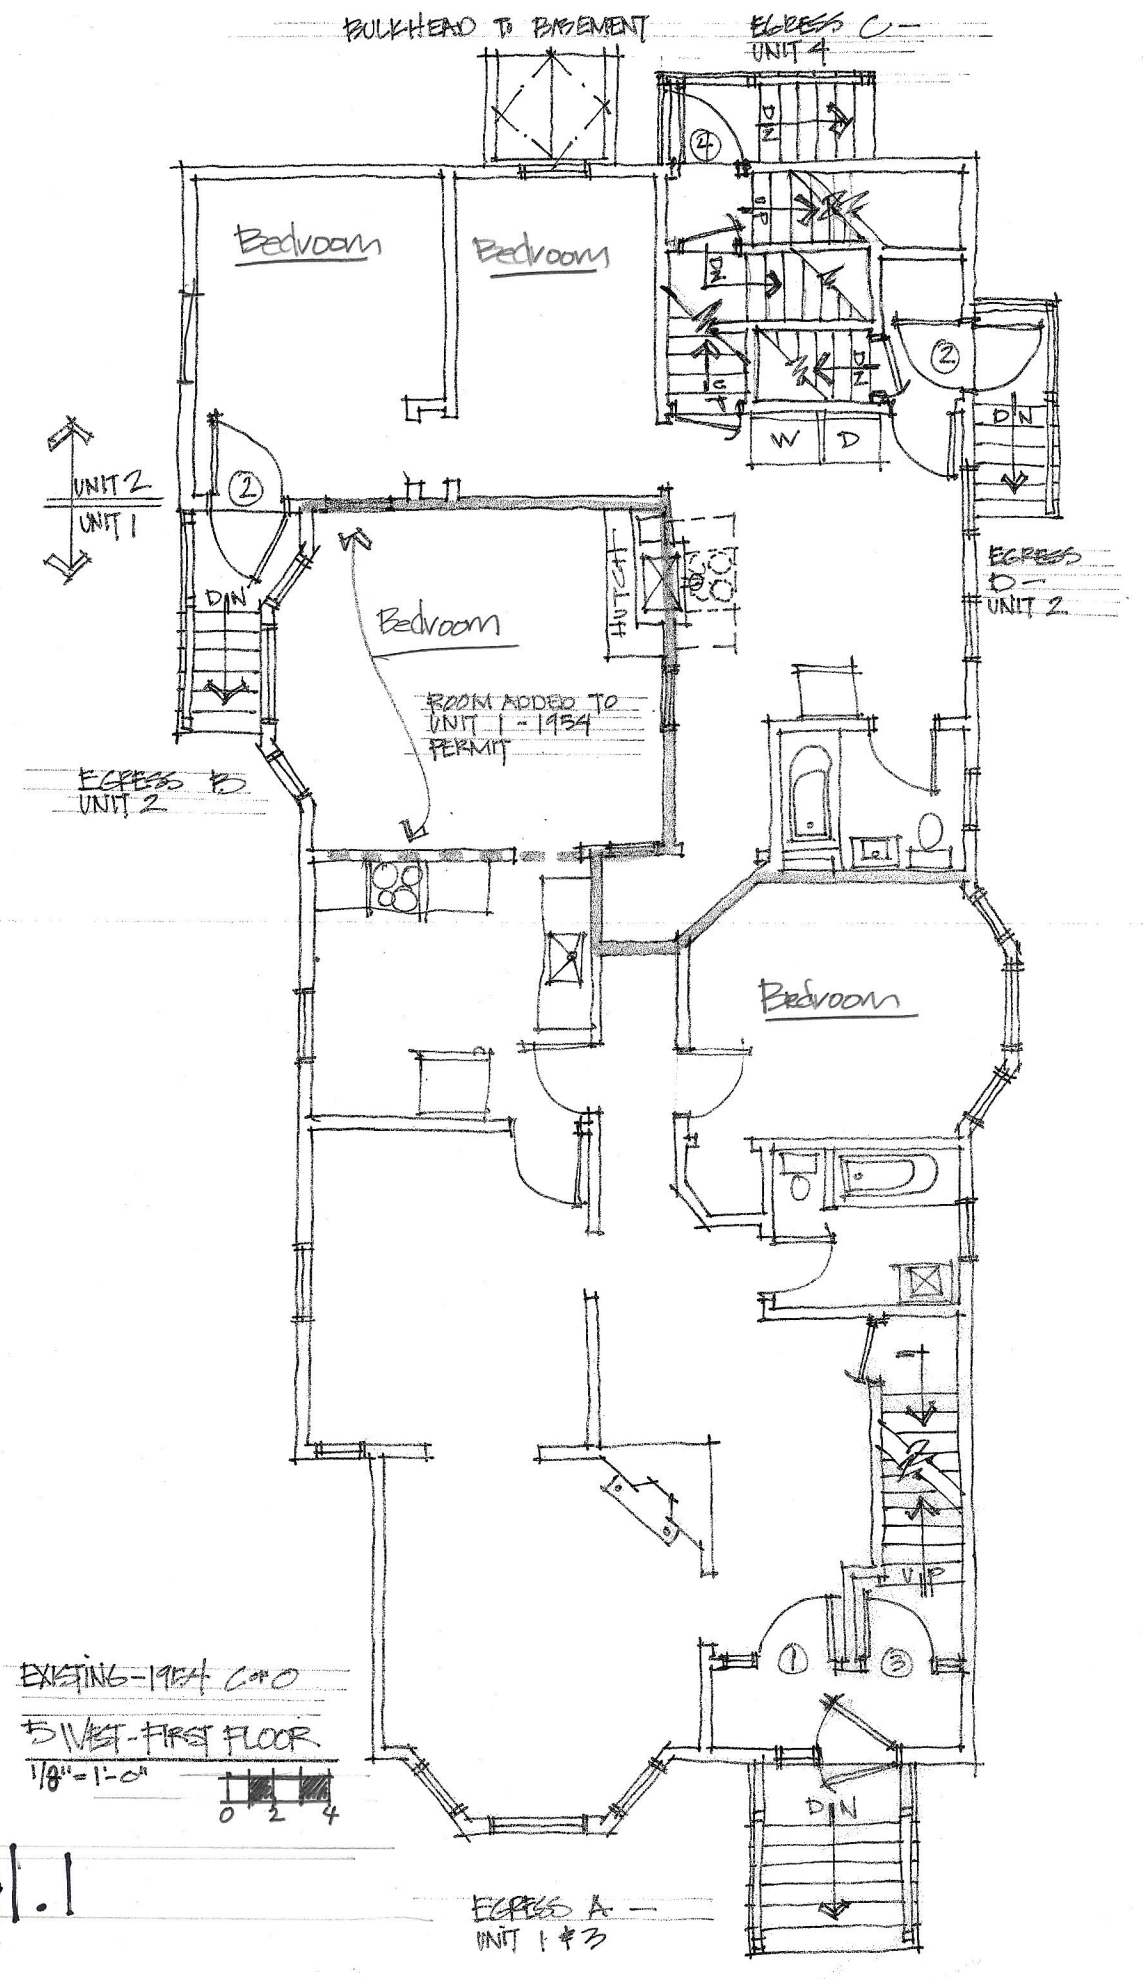 BULKHEAD TO BASEMENT
EGRESS C —
UNIT 4
DN
4
UP
Bedroom
Bedroom
DN
2
DN
UP
DN
W
D
UNIT 2
UNIT 1
2
EGRESS
D —
UNIT 2
HUTCH
DN
Bedroom
ROOM ADDED TO
UNIT 1 - 1954
PERMIT
EGRESS B
UNIT 2
Bedroom
UP
1
3
EXISTING - 1954 C of O
5 WEST - FIRST FLOOR
1/8" = 1'-0"
0 2 4
DN
.1
EGRESS A —
UNIT 1 & 3